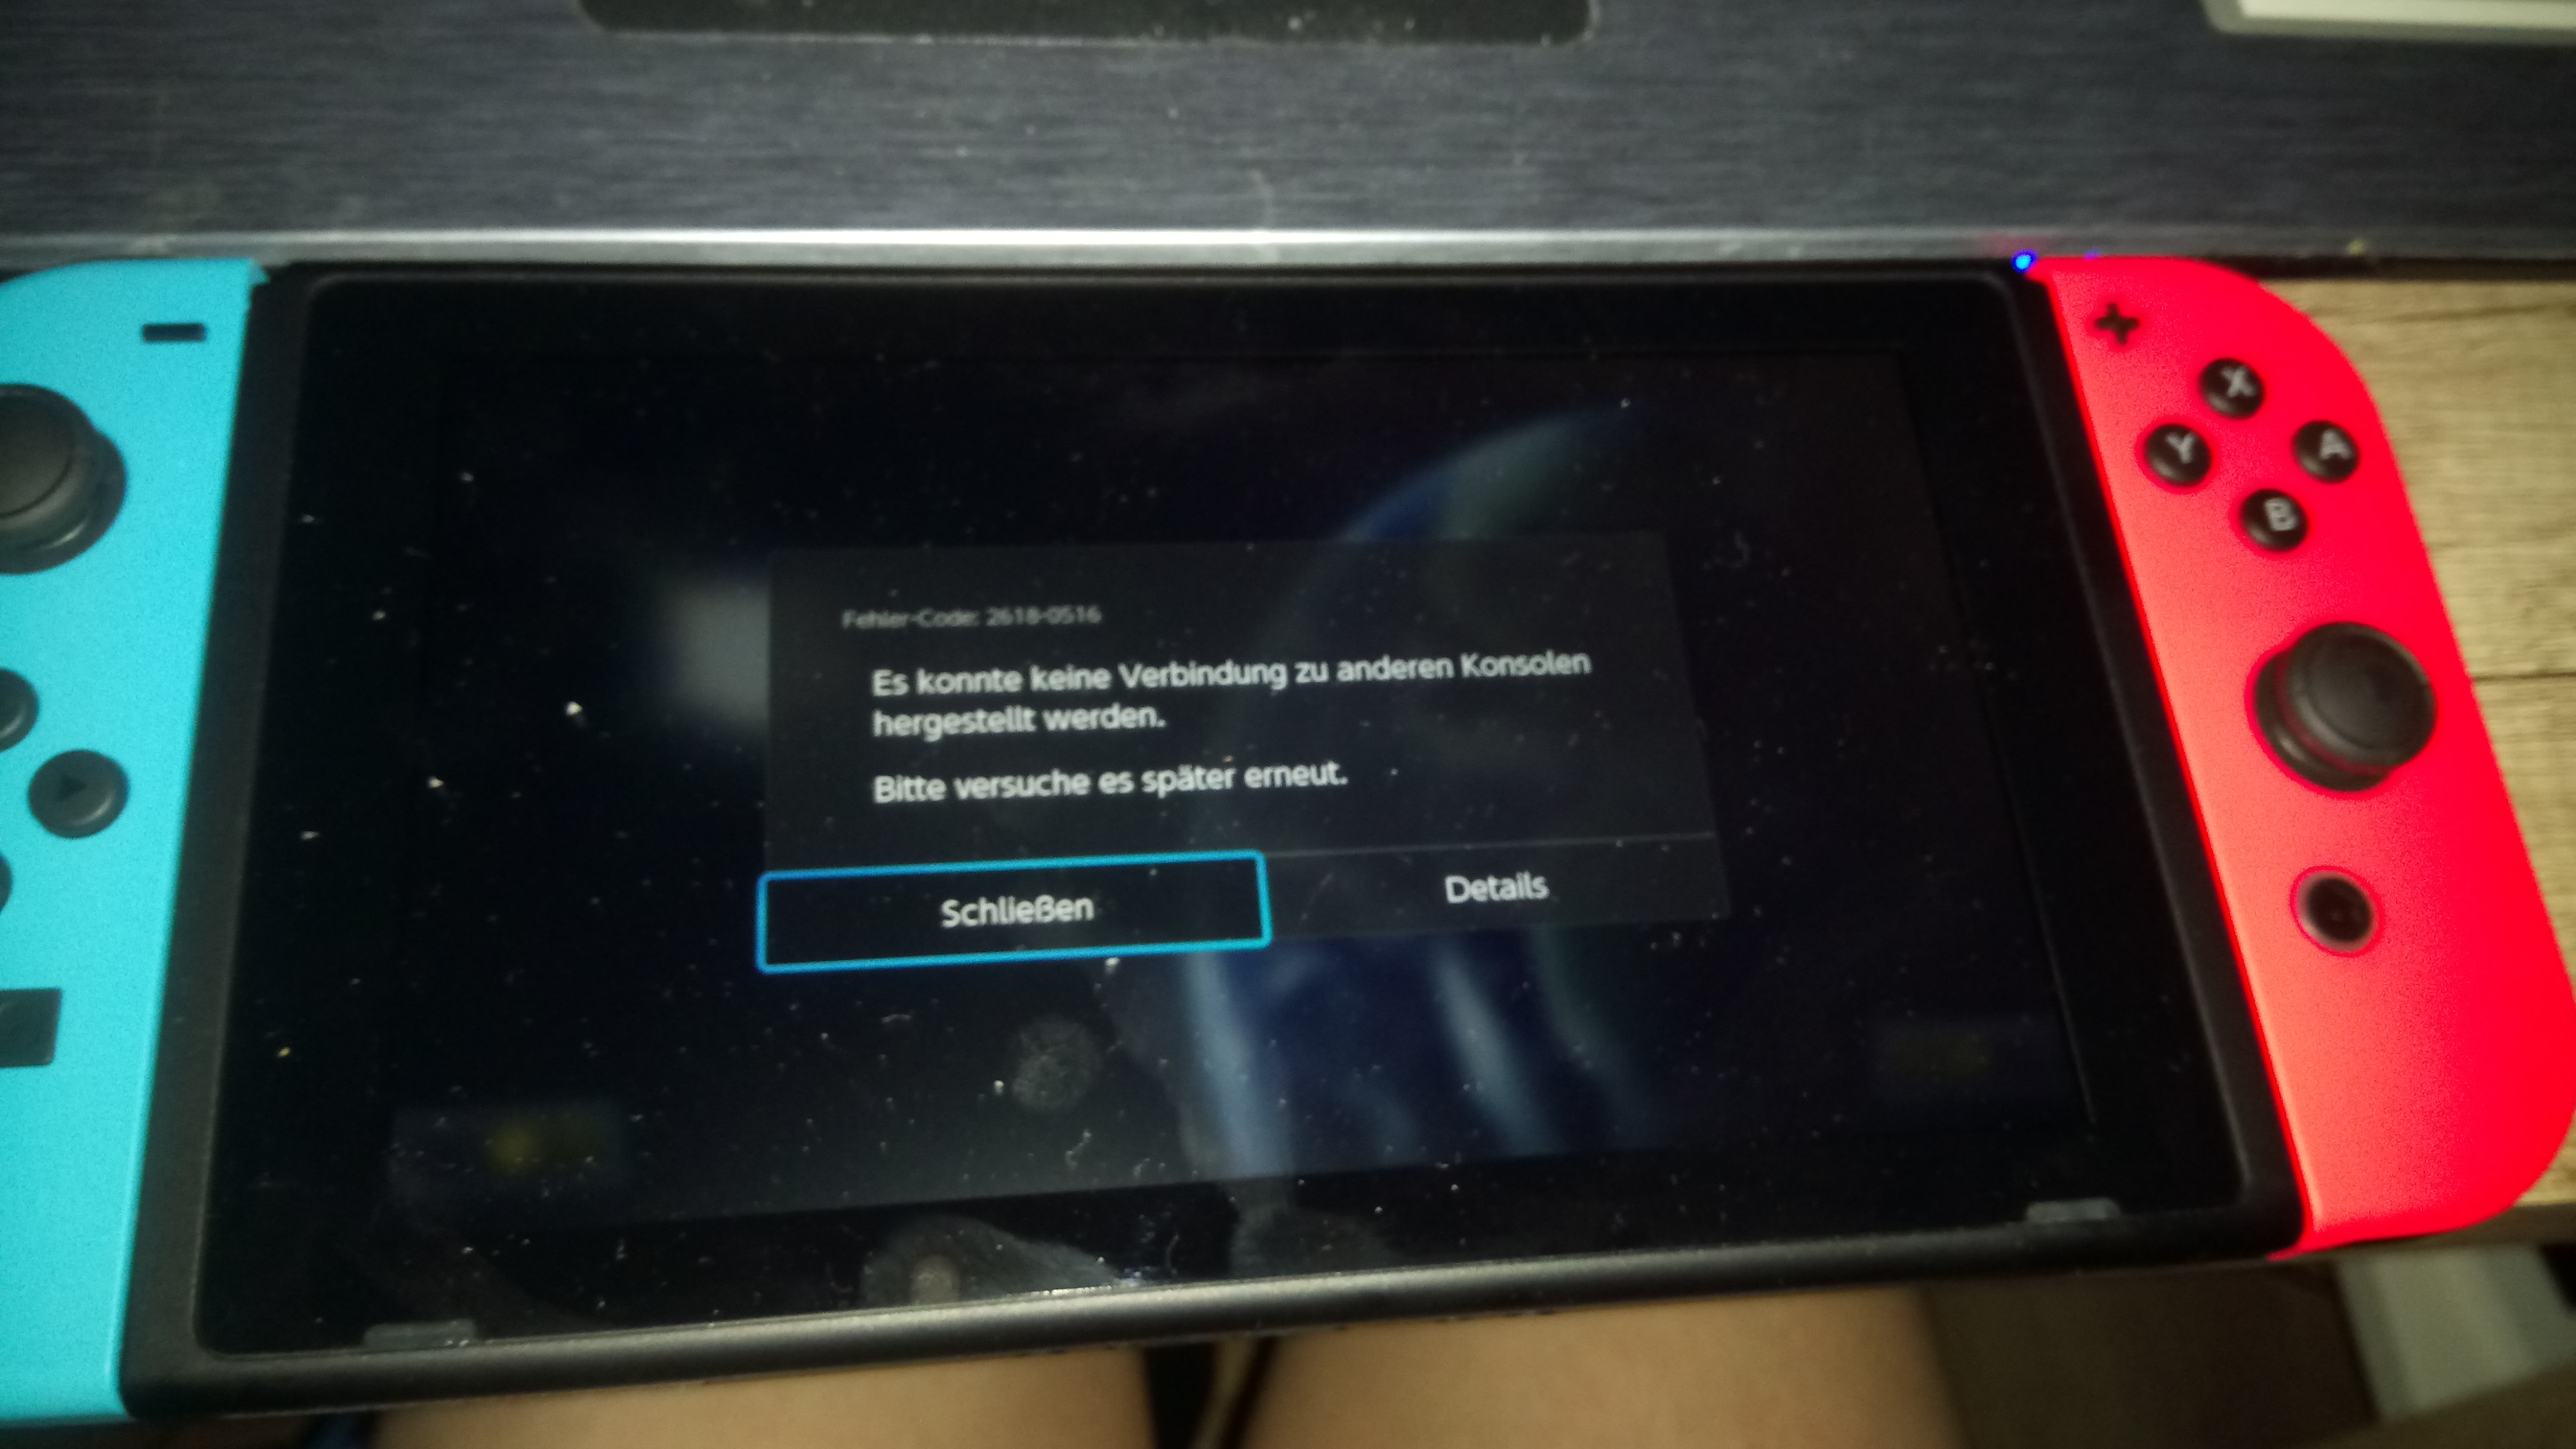 Fehler-Code: 2618-0516
Es konnte keine Verbindung zu anderen Konsolen
hergestellt werden.
Bitte versuche es später erneut.
Schließen
Details
X
Y
A
B